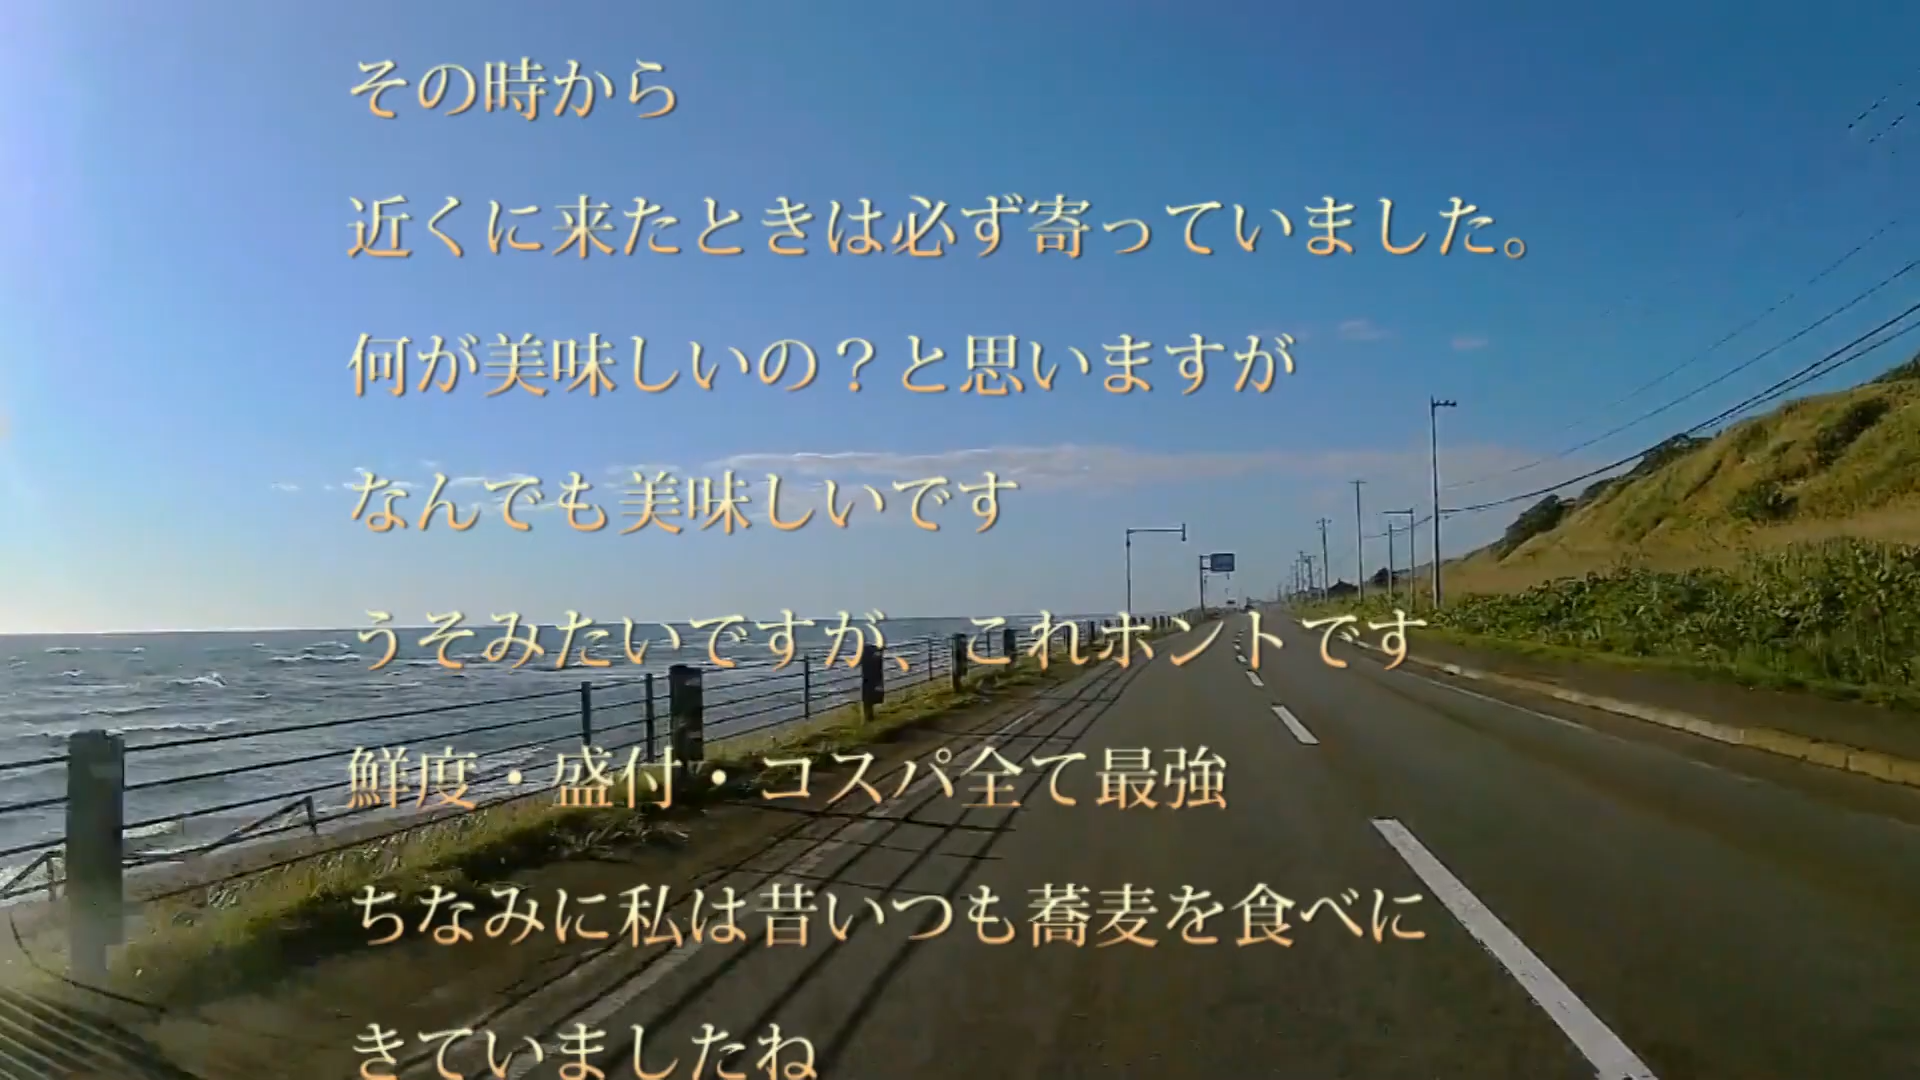 その時から
近くに来たときは必ず寄っていました。
何が美味しいの？と思いますが
なんでも美味しいです
うそみたいですが、これホントです
鮮度・盛付・コスパ全て最強
ちなみに私は昔いつも蕎麦を食べに
きていましたね